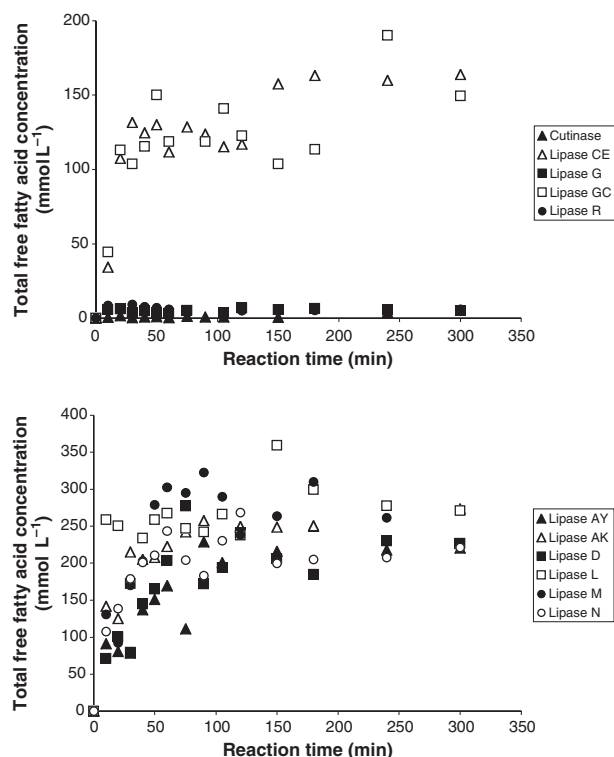 Total free fatty acid concentration
(mmol L⁻¹)
200
150
100
50
0
0 50 100 150 200 250 300 350
Reaction time (min)
Cutinase
Lipase CE
Lipase G
Lipase GC
Lipase R
Total free fatty acid concentration
(mmol L⁻¹)
400
350
300
250
200
150
100
50
0
0 50 100 150 200 250 300 350
Reaction time (min)
Lipase AY
Lipase AK
Lipase D
Lipase L
Lipase M
Lipase N